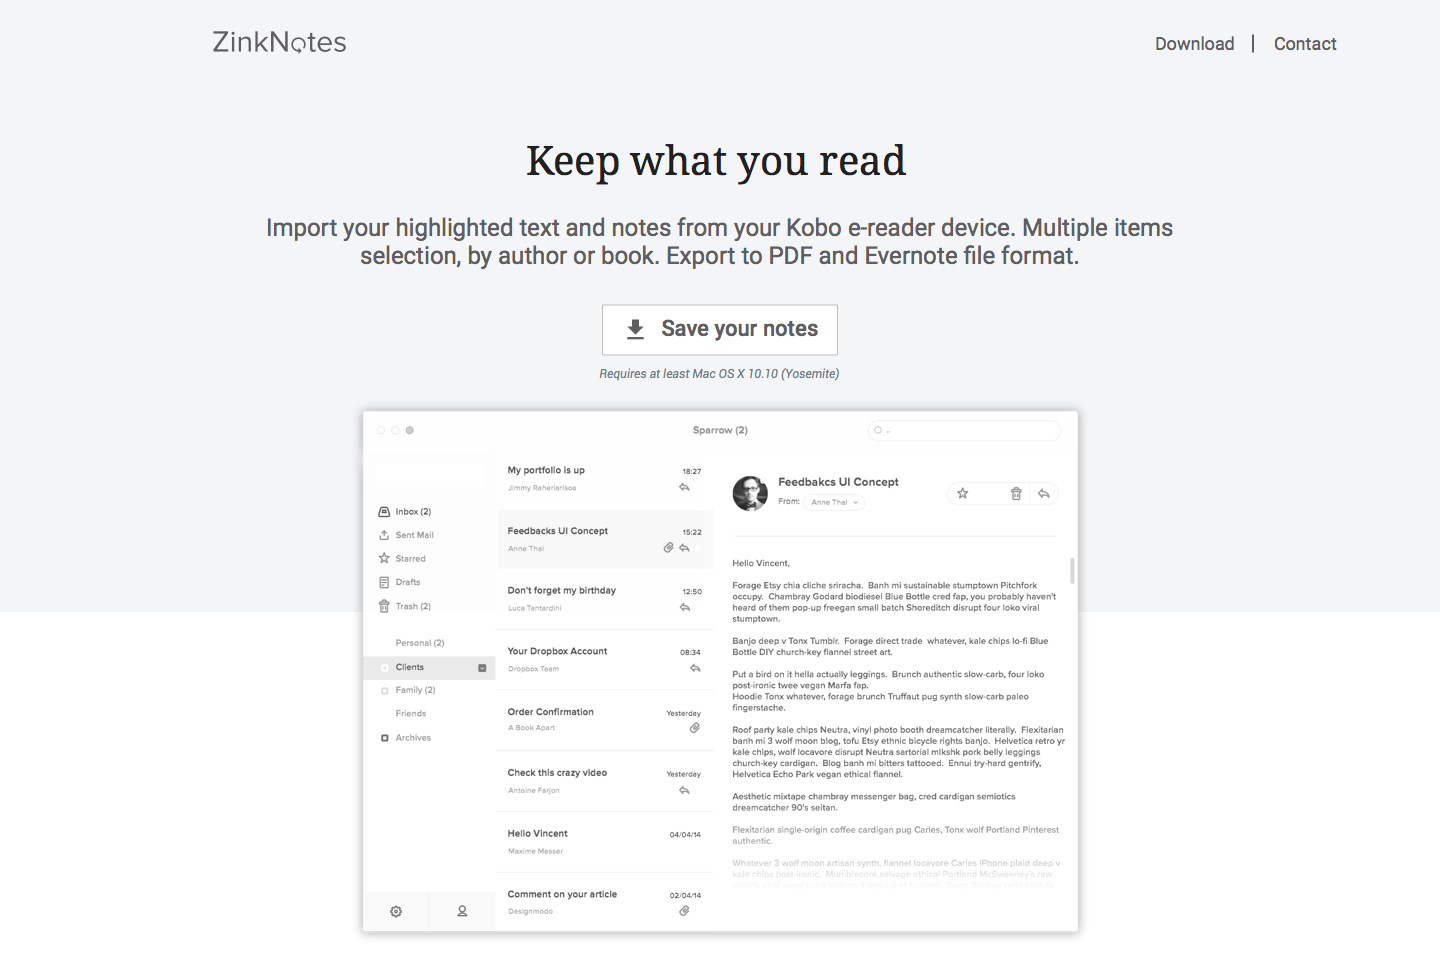 ZinkNotes
Download | Contact
Keep what you read
Import your highlighted text and notes from your Kobo e-reader device. Multiple items
selection, by author or book. Export to PDF and Evernote file format.
Save your notes
Requires at least Mac OS X 10.10 (Yosemite)
Sparrow (2)
Inbox (2)
Sent Mail
Starred
Drafts
Trash (2)
Personal (2)
Clients
Family (2)
Friends
Archives
My portfolio is up 18:27
Jimmy Raheriarisoa
Feedbacks UI Concept 15:22
Anne Thai
Don't forget my birthday 12:50
Luca Tantardini
Your Dropbox Account 08:34
Dropbox Team
Order Confirmation Yesterday
A Book Apart
Check this crazy video Yesterday
Antoine Farjon
Hello Vincent 04/04/14
Maxime Messer
Comment on your article 02/04/14
Designmodo
Feedbakcs UI Concept
From: Anne Thai
Hello Vincent,
Forage Etsy chia cliche sriracha. Banh mi sustainable stumptown Pitchfork
occupy. Chambray Godard biodiesel Blue Bottle cred fap, you probably haven't
heard of them pop-up freegan small batch Shoreditch disrupt four loko viral
stumptown.
Banjo deep v Tonx Tumblr. Forage direct trade whatever, kale chips lo-fi Blue
Bottle DIY church-key flannel street art.
Put a bird on it hella actually leggings. Brunch authentic slow-carb, four loko
post-ironic twee vegan Marfa fap.
Hoodie Tonx whatever, forage brunch Truffaut pug synth slow-carb paleo
fingerstache.
Roof party kale chips Neutra, vinyl photo booth dreamcatcher literally. Flexitarian
banh mi 3 wolf moon blog, tofu Etsy ethnic bicycle rights banjo. Helvetica retro yr
kale chips, wolf locavore disrupt Neutra sartorial mlkshk pork belly leggings
church-key cardigan. Blog banh mi bitters tattooed. Ennui try-hard gentrify,
Helvetica Echo Park vegan ethical flannel.
Aesthetic mixtape chambray messenger bag, cred cardigan semiotics
dreamcatcher 90's seitan.
Flexitarian single-origin coffee cardigan pug Carles, Tonx wolf Portland Pinterest
authentic.
Whatever 3 wolf moon artisan synth, flannel locavore Carles iPhone plaid deep v
kale chips post-ironic. Mumblecore selvage ethical Portland McSweeney's raw